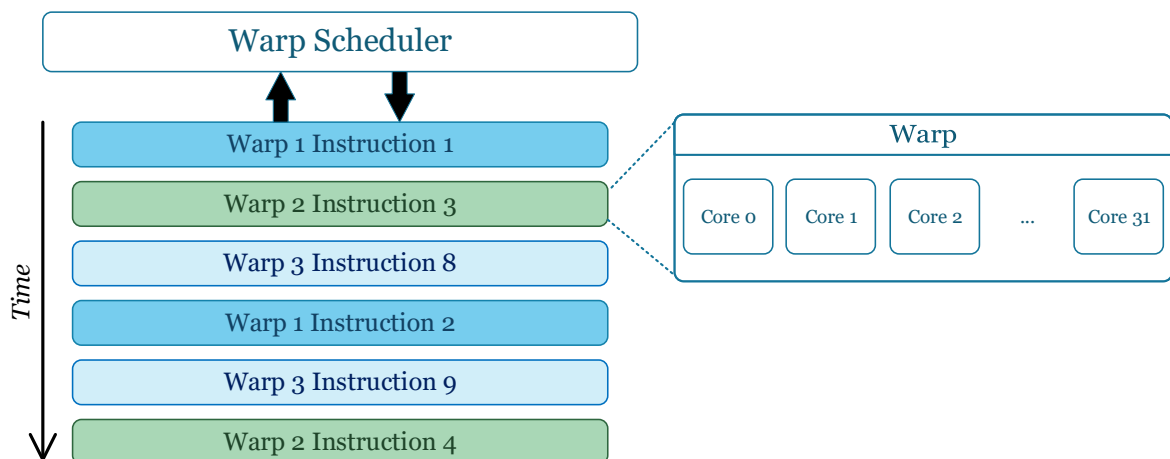 Warp Scheduler
Time
Warp 1 Instruction 1
Warp 2 Instruction 3
Warp 3 Instruction 8
Warp 1 Instruction 2
Warp 3 Instruction 9
Warp 2 Instruction 4
Warp
Core 0 Core 1 Core 2 ... Core 31